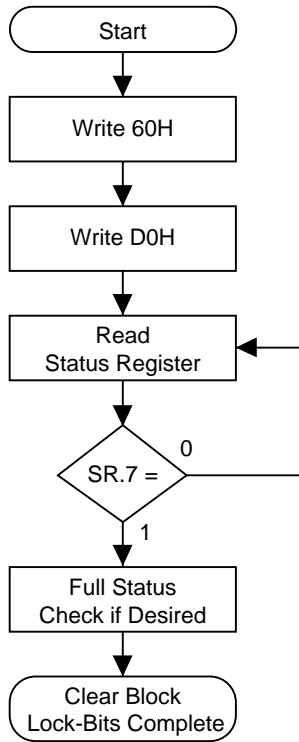 Start
Write 60H
Write D0H
Read
Status Register
0
SR.7 =
1
Full Status
Check if Desired
Clear Block
Lock-Bits Complete